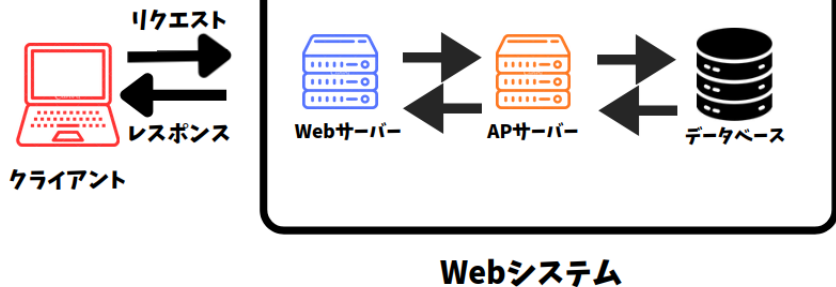 リクエスト
レスポンス
クライアント
Webサーバー
APサーバー
データベース
Webシステム